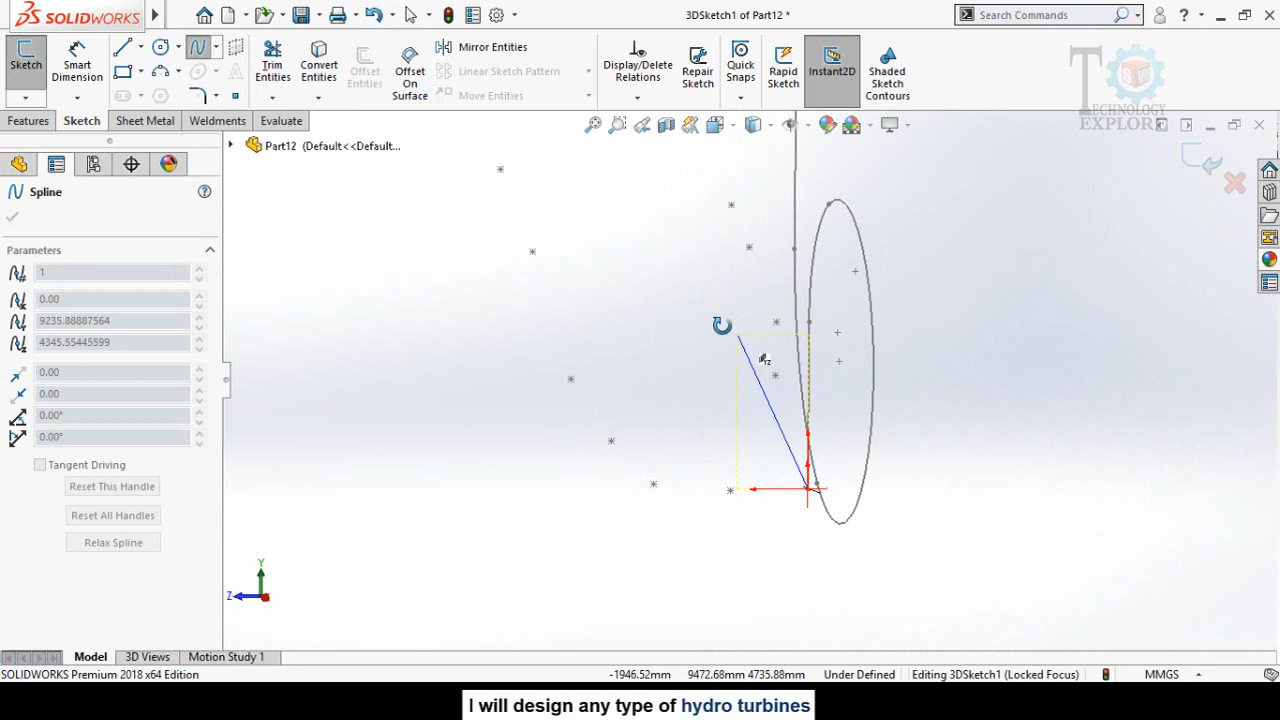 SOLIDWORKS
3DSketch1 of Part12 *
Search Commands
?
Sketch
Smart Dimension
Trim Entities
Convert Entities
Offset Entities
Offset On Surface
Mirror Entities
Linear Sketch Pattern
Move Entities
Display/Delete Relations
Repair Sketch
Quick Snaps
Rapid Sketch
Instant2D
Shaded Sketch Contours
TECHNOLOGY
EXPLOR
Features
Sketch
Sheet Metal
Weldments
Evaluate
Part12 (Default<<Default...
Spline
Parameters
1
0.00
9235.88887564
4345.55445599
0.00
0.00
0.00°
0.00°
Tangent Driving
Reset This Handle
Reset All Handles
Relax Spline
YZ
Y
Z
Model
3D Views
Motion Study 1
SOLIDWORKS Premium 2018 x64 Edition
-1946.52mm
9472.68mm 4735.88mm
Under Defined
Editing 3DSketch1 (Locked Focus)
MMGS
I will design any type of hydro turbines